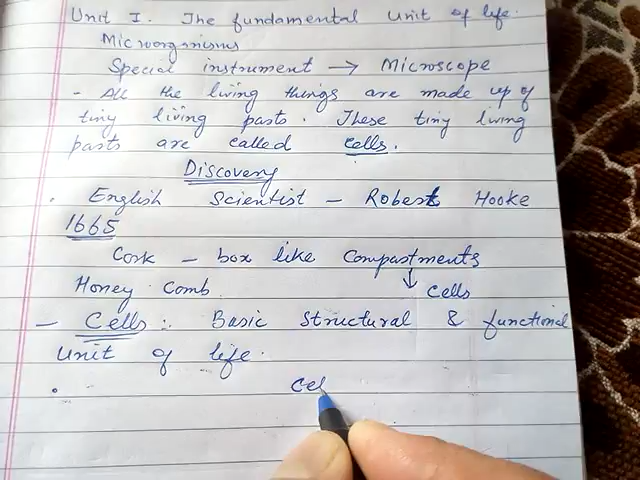 Unit I. The fundamental unit of life.
Microorganisms
Special instrument → Microscope
- All the living things are made up of
tiny living parts. These tiny living
parts are called cells.
Discovery
. English Scientist - Robert Hooke
1665
Cork - box like Compartments
Honey Comb ↓ cells
- Cells :. Basic Structural & functional
Unit of life.
. Cel